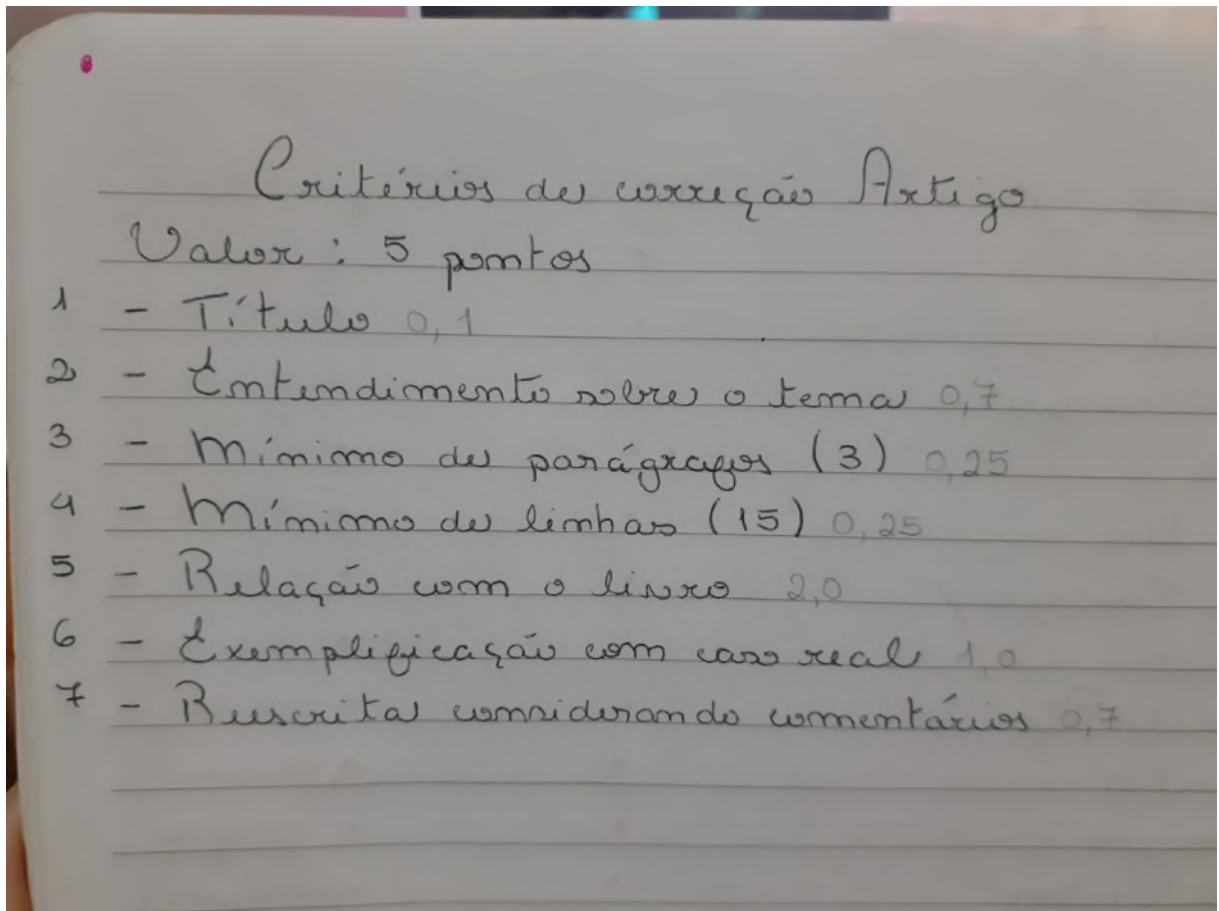 Critérios de correção Artigo
Valor : 5 pontos
1 - Título 0,1
2 - Entendimento sobre o tema 0,7
3 - Mínimo de parágrafos (3) 0,25
4 - Mínimo de linhas (15) 0,25
5 - Relação com o livro 2,0
6 - Exemplificação com caso real 1,0
7 - Reescrita considerando comentários 0,7